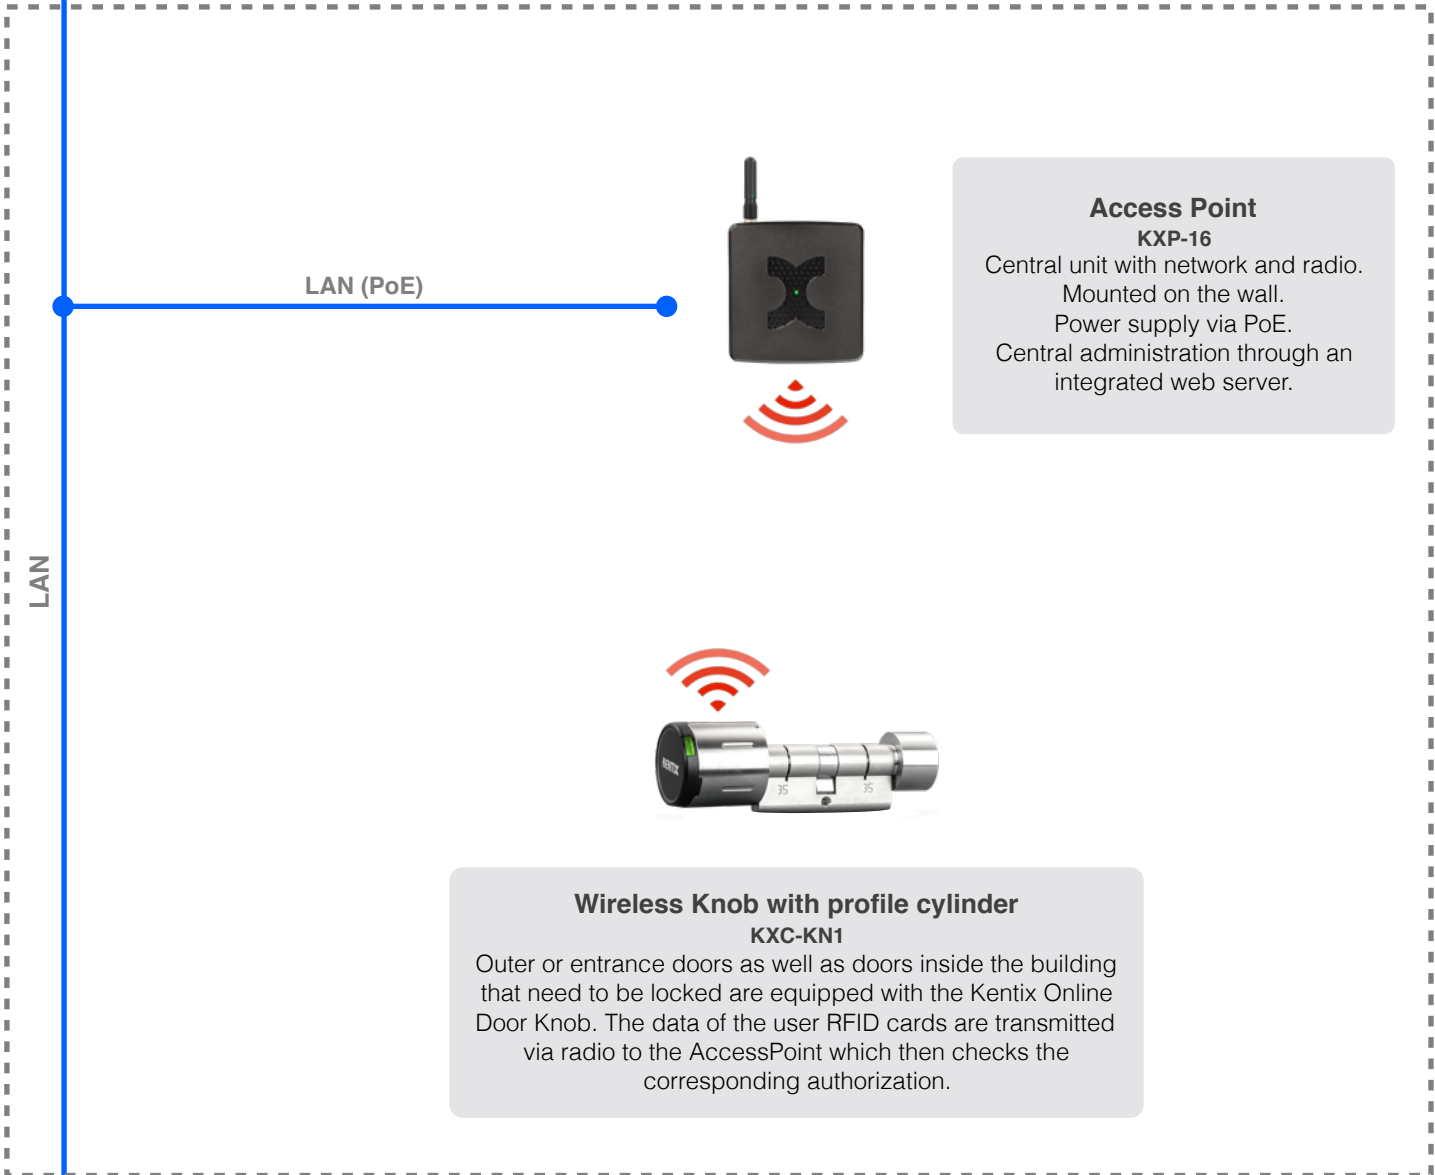 Access Point
KXP-16
Central unit with network and radio.
Mounted on the wall.
Power supply via PoE.
Central administration through an
integrated web server.
LAN (PoE)
LAN
KENTIX
35
35
Wireless Knob with profile cylinder
KXC-KN1
Outer or entrance doors as well as doors inside the building
that need to be locked are equipped with the Kentix Online
Door Knob. The data of the user RFID cards are transmitted
via radio to the AccessPoint which then checks the
corresponding authorization.